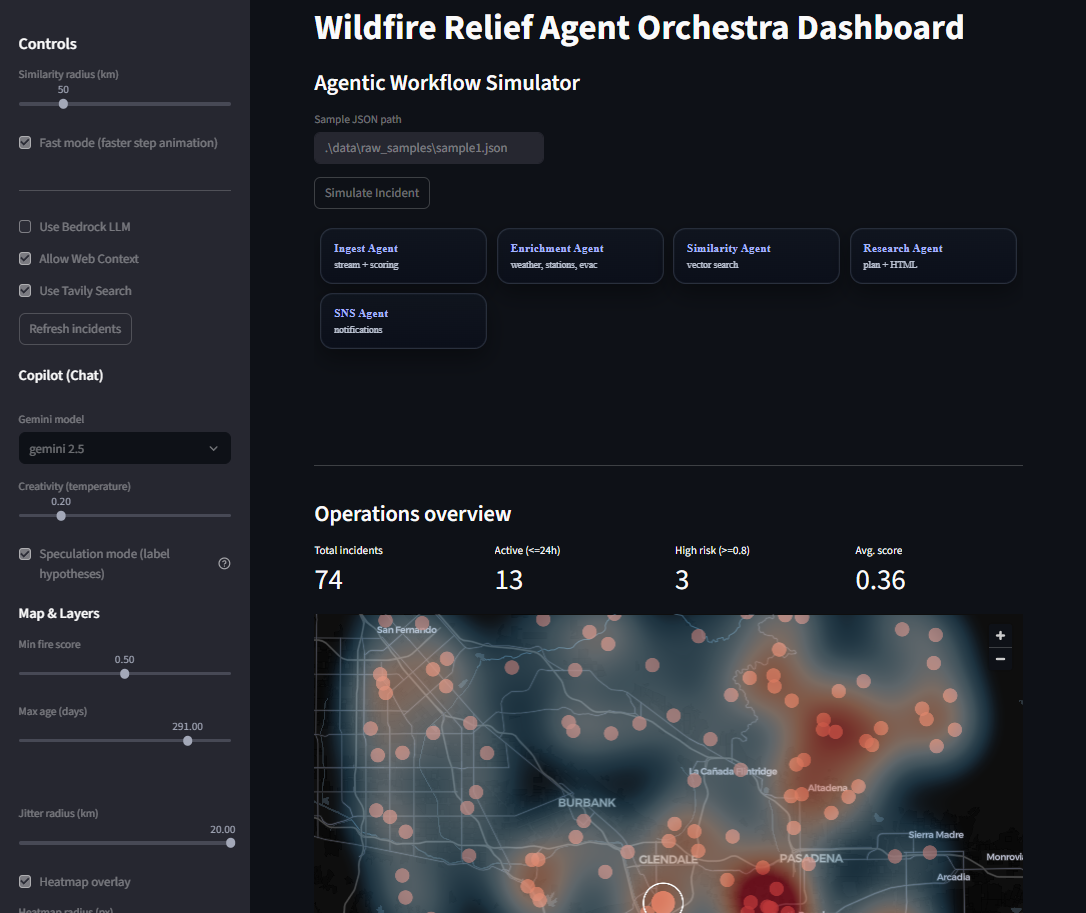 Controls
Similarity radius (km)
50
Fast mode (faster step animation)
Use Bedrock LLM
Allow Web Context
Use Tavily Search
Refresh incidents
Copilot (Chat)
Gemini model
gemini 2.5
Creativity (temperature)
0.20
Speculation mode (label
hypotheses)
Map & Layers
Min fire score
0.50
Max age (days)
291.00
Jitter radius (km)
20.00
Heatmap overlay
Heatmap radius (px)
Wildfire Relief Agent Orchestra Dashboard
Agentic Workflow Simulator
Sample JSON path
.\data\raw_samples\sample1.json
Simulate Incident
Ingest Agent
stream + scoring
Enrichment Agent
weather, stations, evac
Similarity Agent
vector search
Research Agent
plan + HTML
SNS Agent
notifications
Operations overview
Total incidents
74
Active (<=24h)
13
High risk (>=0.8)
3
Avg. score
0.36
San Fernando
+
−
La Cañada Flintridge
Altadena
BURBANK
Sierra Madre
GLENDALE
PASADENA
Monrovi
Arcadia